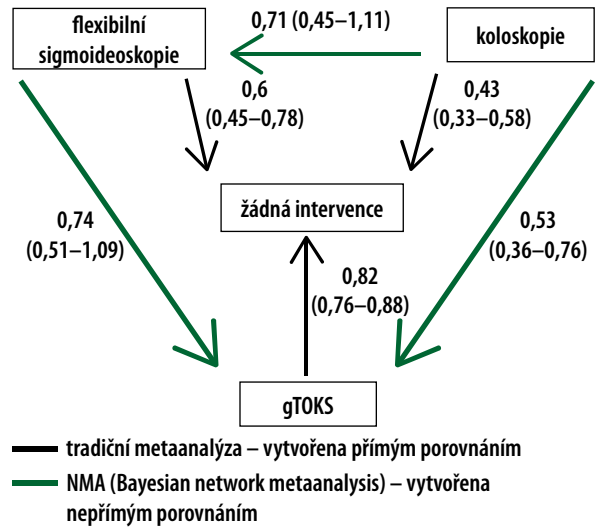 flexibilní
sigmoideoskopie
0,71 (0,45–1,11)
koloskopie
0,6
(0,45–0,78)
0,43
(0,33–0,58)
žádná intervence
0,74
(0,51–1,09)
0,53
(0,36–0,76)
0,82
(0,76–0,88)
gTOKS
tradiční metaanalýza – vytvořena přímým porovnáním
NMA (Bayesian network metaanalysis) – vytvořena
nepřímým porovnáním